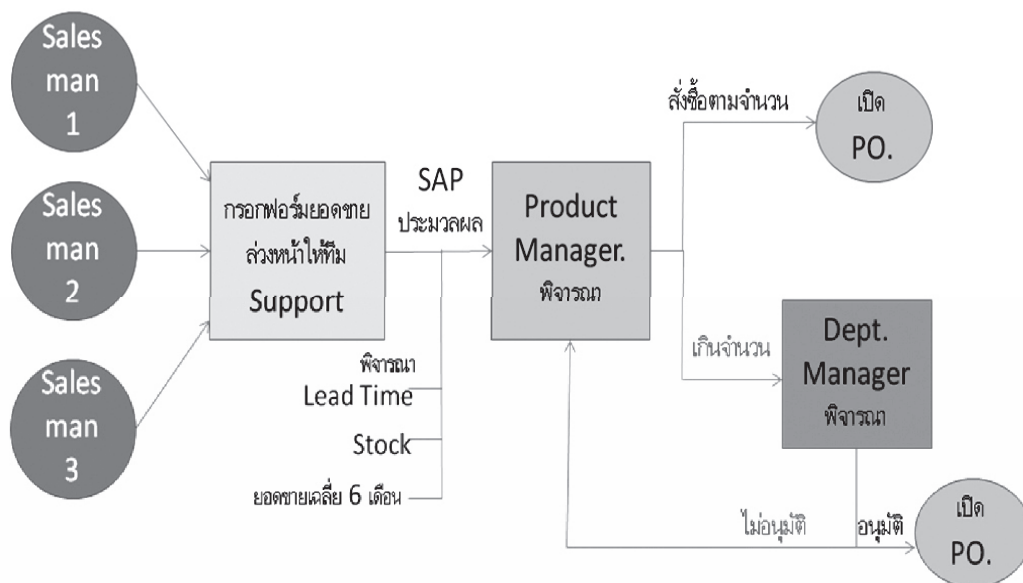 Sales
man
1
Sales
man
2
Sales
man
3
กรอกฟอร์มยอดขาย
ล่วงหน้าให้ทีม
Support
SAP
ประมวลผล
พิจารณา
Lead Time
Stock
ยอดขายเฉลี่ย 6 เดือน
Product
Manager.
พิจารณา
สั่งซื้อตามจำนวน
เปิด
PO.
เกินจำนวน
Dept.
Manager
พิจารณา
ไม่อนุมัติ
อนุมัติ
เปิด
PO.